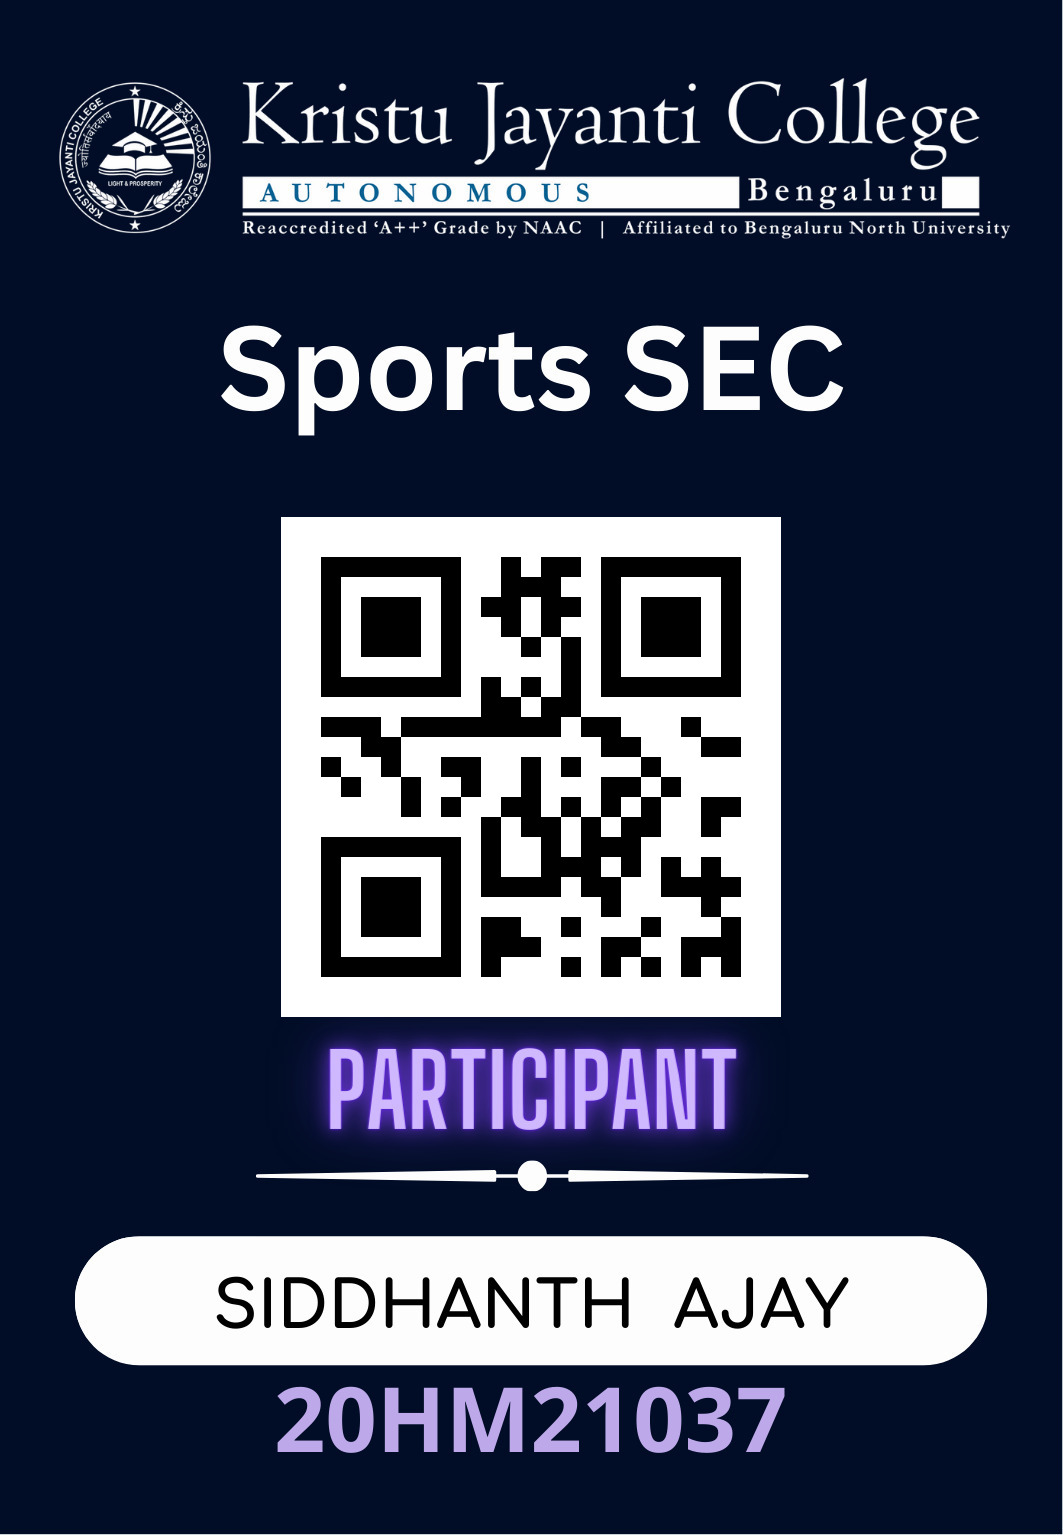 KRISTU JAYANTI COLLEGE
ಕ್ರಿಸ್ತು ಜಯಂತಿ ಕಾಲೇಜು
LIGHT & PROSPERITY
Kristu Jayanti College
AUTONOMOUS Bengaluru
Reaccredited ‘A++’ Grade by NAAC | Affiliated to Bengaluru North University
Sports SEC
PARTICIPANT
SIDDHANTH AJAY
20HM21037